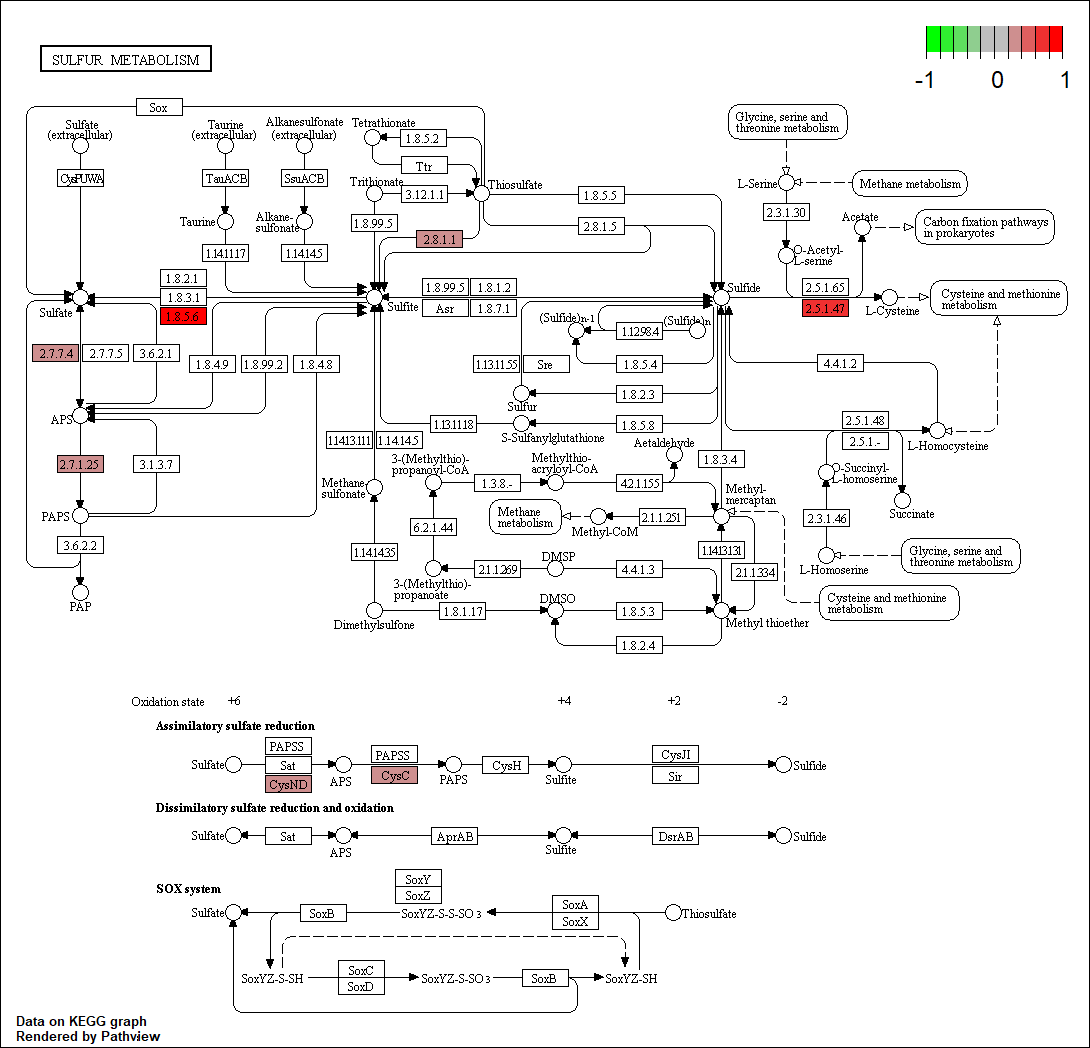 SULFUR METABOLISM
-1 0 1
Sox
Sulfate
(extracellular)
Taurine
(extracellular)
Alkanesulfonate
(extracellular)
Tetrathionate
1.8.5.2
Ttr
Trithionate
3.12.1.1
Thiosulfate
1.8.5.5
CysPUWA
TauACB
SsuACB
Taurine
Alkane-
sulfonate
1.8.99.5
2.8.1.1
2.8.1.5
1.14.11.17
1.14.14.5
Glycine, serine and
threonine metabolism
L-Serine
Methane metabolism
2.3.1.30
Acetate
Carbon fixation pathways
in prokaryotes
O-Acetyl-
L-serine
1.8.2.1
1.8.3.1
1.8.5.6
Sulfate
Sulfite
1.8.99.5
1.8.1.2
Asr
1.8.7.1
Sulfide
2.5.1.65
2.5.1.47
L-Cysteine
Cysteine and methionine
metabolism
(Sulfide)n-1
1.12.98.4
(Sulfide)n
2.7.7.4
2.7.7.5
3.6.2.1
1.8.4.9
1.8.99.2
1.8.4.8
1.13.11.55
Sre
1.8.5.4
4.4.1.2
1.8.2.3
Sulfur
APS
1.13.11.18
1.8.5.8
S-Sulfanylglutathione
2.5.1.48
2.5.1.-
L-Homocysteine
1.14.13.111
1.14.14.5
Aetaldehyde
2.7.1.25
3.1.3.7
3-(Methylthio)-
propanoyl-CoA
Methylthio-
acryloyl-CoA
1.8.3.4
O-Succinyl-
L-homoserine
Methane
sulfonate
1.3.8.-
4.2.1.155
Methyl-
mercaptan
Succinate
PAPS
Methane
metabolism
Methyl-CoM
2.1.1.251
2.3.1.46
6.2.1.44
3.6.2.2
1.14.14.35
1.14.13.131
DMSP
2.1.1.269
4.4.1.3
2.1.1.334
L-Homoserine
Glycine, serine and
threonine metabolism
3-(Methylthio)-
propanoate
PAP
DMSO
Cysteine and methionine
metabolism
1.8.1.17
1.8.5.3
Dimethylsulfone
Methyl thioether
1.8.2.4
Oxidation state +6 +4 +2 -2
Assimilatory sulfate reduction
PAPSS
PAPSS
CysJI
Sulfate
Sat
APS
CysC
PAPS
CysH
Sulfite
Sir
Sulfide
CysND
Dissimilatory sulfate reduction and oxidation
Sulfate
Sat
APS
AprAB
Sulfite
DsrAB
Sulfide
SOX system
SoxY
SoxZ
Sulfate
SoxB
SoxYZ-S-S-SO 3
SoxA
SoxX
Thiosulfate
SoxYZ-S-SH
SoxC
SoxD
SoxYZ-S-SO 3
SoxB
SoxYZ-SH
Data on KEGG graph
Rendered by Pathview